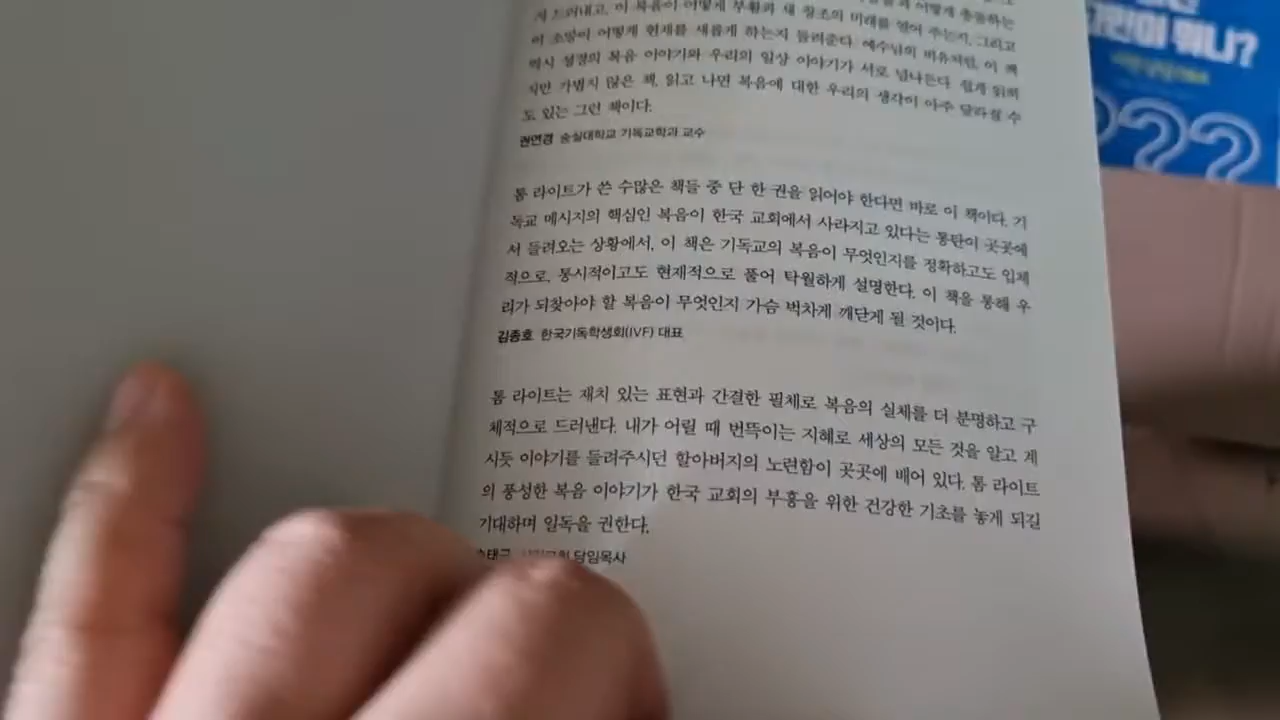 게 드러내고, 이 복음이 어떻게 부활과 새 창조의 미래를 열어 주는지, 그리고
이 소망이 어떻게 현재를 새롭게 하는지 들려준다. 예수님의 비유처럼, 이 책
역시 성경의 복음 이야기와 우리의 일상 이야기가 서로 넘나든다. 쉽게 읽히
지만 가볍지 않은 책, 읽고 나면 복음에 대한 우리의 생각이 아주 달라질 수
도 있는 그런 책이다.
권연경 숭실대학교 기독교학과 교수
톰 라이트가 쓴 수많은 책들 중 단 한 권을 읽어야 한다면 바로 이 책이다. 기
독교 메시지의 핵심인 복음이 한국 교회에서 사라지고 있다는 통탄이 곳곳에
서 들려오는 상황에서, 이 책은 기독교의 복음이 무엇인지를 정확하고도 입체
적으로, 통시적이고도 현재적으로 풀어 탁월하게 설명한다. 이 책을 통해 우
리가 되찾아야 할 복음이 무엇인지 가슴 벅차게 깨닫게 될 것이다.
김종호 한국기독학생회(IVF) 대표
톰 라이트는 재치 있는 표현과 간결한 필체로 복음의 실체를 더 분명하고 구
체적으로 드러낸다. 내가 어릴 때 번뜩이는 지혜로 세상의 모든 것을 알고 계
시듯 이야기를 들려주시던 할아버지의 노련함이 곳곳에 배어 있다. 톰 라이트
의 풍성한 복음 이야기가 한국 교회의 부흥을 위한 건강한 기초를 놓게 되길
기대하며 일독을 권한다.
담임목사
뭐니?
???